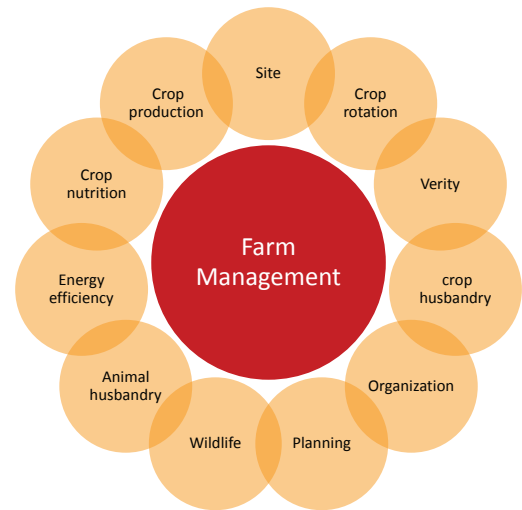 Site
Crop
rotation
Verity
crop
husbandry
Organization
Planning
Wildlife
Animal
husbandry
Energy
efficiency
Crop
nutrition
Crop
production
Farm
Management